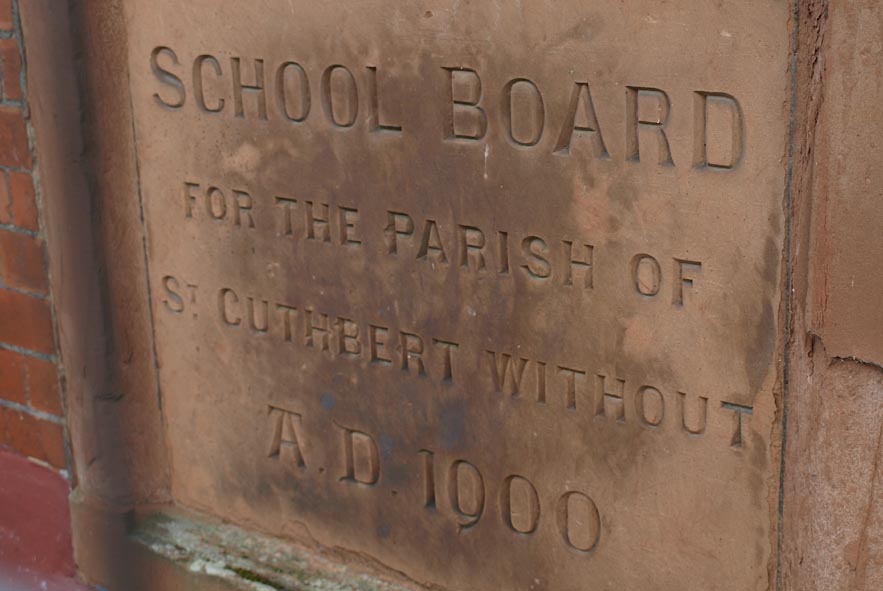 SCHOOL BOARD
FOR THE PARISH OF
ST. CUTHBERT WITHOUT
A.D. 1900